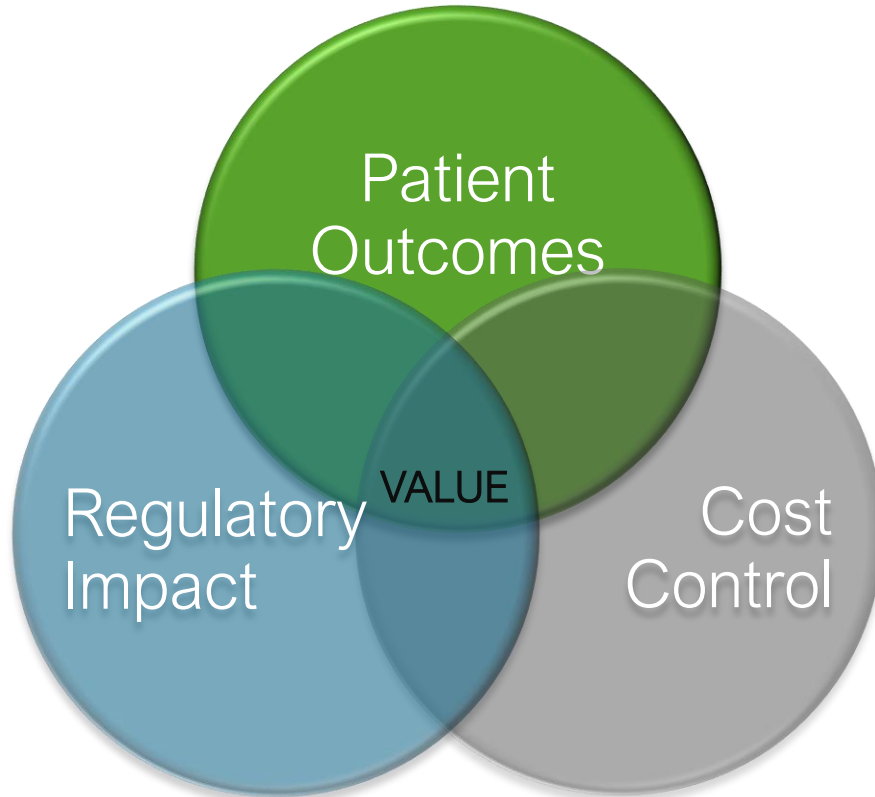 Patient
Outcomes
VALUE
Regulatory
Impact
Cost
Control